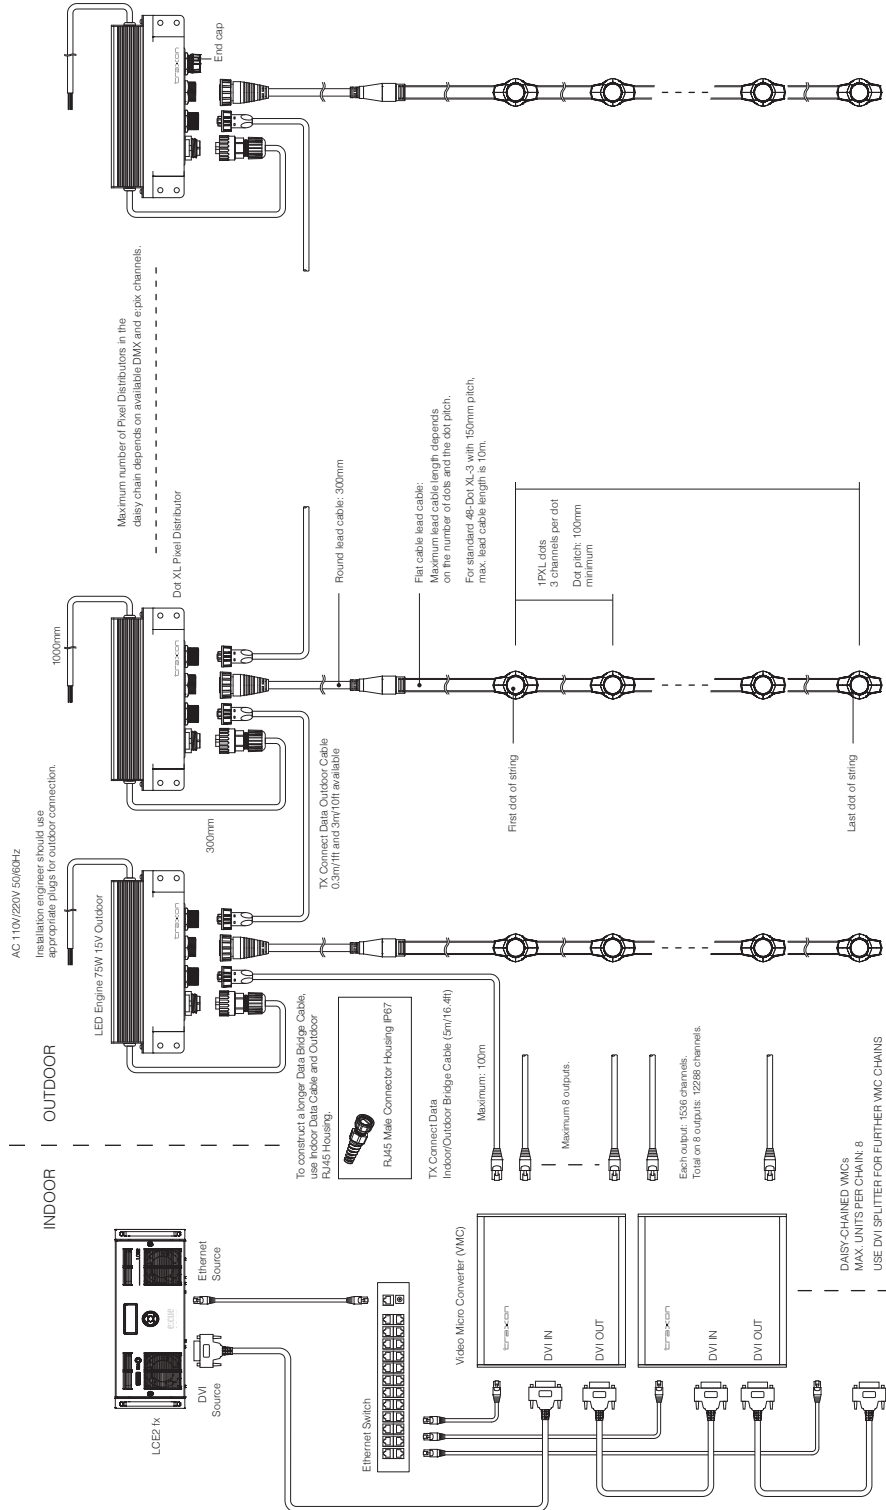 INDOOR
OUTDOOR
LCE2 fx
DVI
Source
Ethernet
Source
e:cue
Ethernet Switch
Video Micro Converter (VMC)
traxon
DVI IN
DVI OUT
traxon
DVI IN
DVI OUT
DAISY-CHAINED VMCs
MAX. UNITS PER CHAIN: 8
USE DVI SPLITTER FOR FURTHER VMC CHAINS
To construct a longer Data Bridge Cable,
use Indoor Data Cable and Outdoor
RJ45 Housing.
RJ45 Male Connector Housing IP67
TX Connect Data
Indoor/Outdoor Bridge Cable (5m/16.4ft)
Maximum: 100m
Maximum 8 outputs.
Each output: 1536 channels.
Total on 8 outputs: 12288 channels.
AC 110V/220V 50/60Hz
Installation engineer should use
appropriate plugs for outdoor connection.
LED Engine 75W 15V Outdoor
traxon
300mm
TX Connect Data Outdoor Cable
0.3m/1ft and 3m/10ft available
1000mm
Dot XL Pixel Distributor
traxon
Maximum number of Pixel Distributors in the
daisy chain depends on available DMX and e:pix channels.
Round lead cable: 300mm
Flat cable lead cable:
Maximum lead cable length depends
on the number of dots and the dot pitch.
For standard 48-Dot XL-3 with 150mm pitch,
max. lead cable length is 10m.
1PXL dots
3 channels per dot
Dot pitch: 100mm
minimum
First dot of string
Last dot of string
traxon
End cap